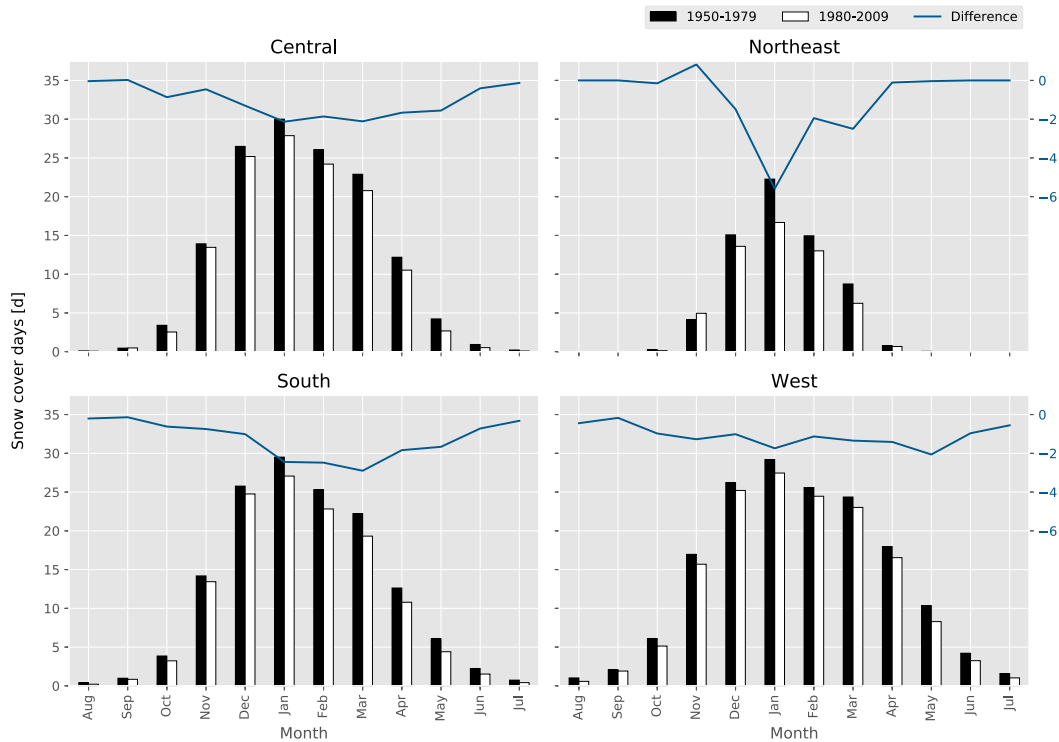 1950-1979 1980-2009 Difference
Central
Northeast
35
30
25
20
15
10
5
0
0
−2
−4
−6
Snow cover days [d]
South
West
35
30
25
20
15
10
5
0
0
−2
−4
−6
Aug Sep Oct Nov Dec Jan Feb Mar Apr May Jun Jul
Aug Sep Oct Nov Dec Jan Feb Mar Apr May Jun Jul
Month
Month